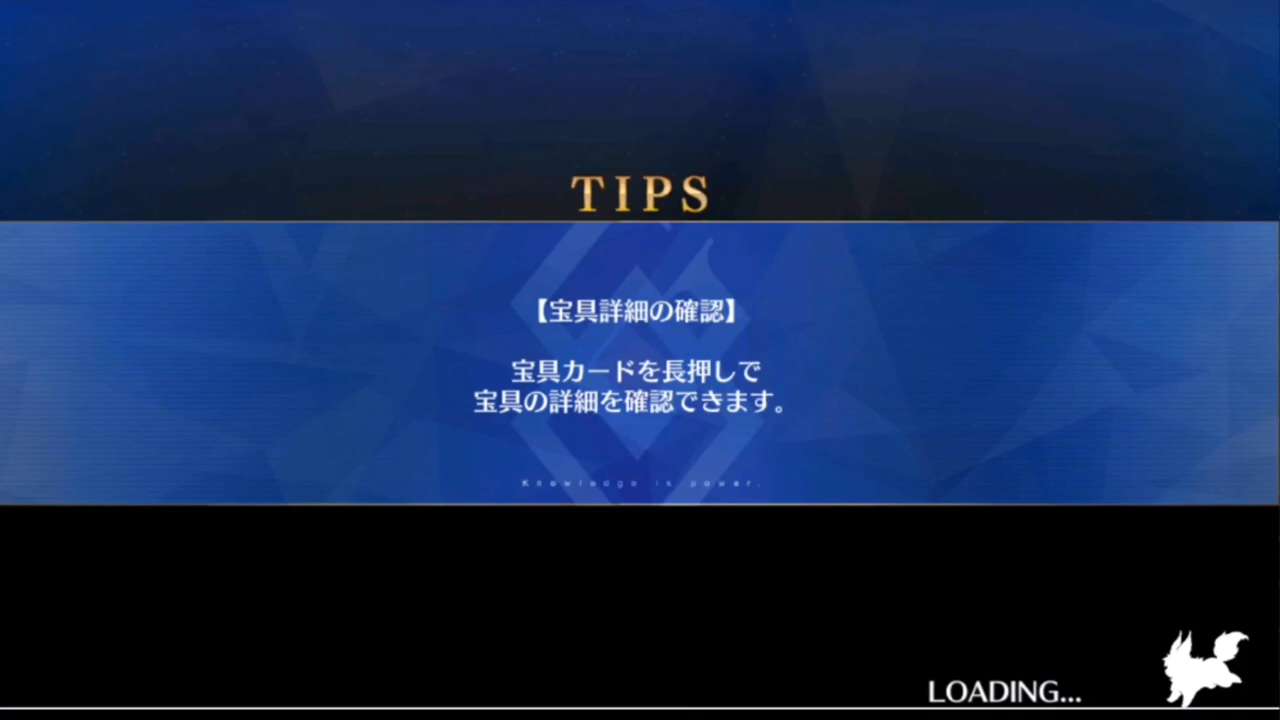 TIPS
【宝具詳細の確認】
宝具カードを長押しで
宝具の詳細を確認できます。
Knowledge is power.
LOADING...